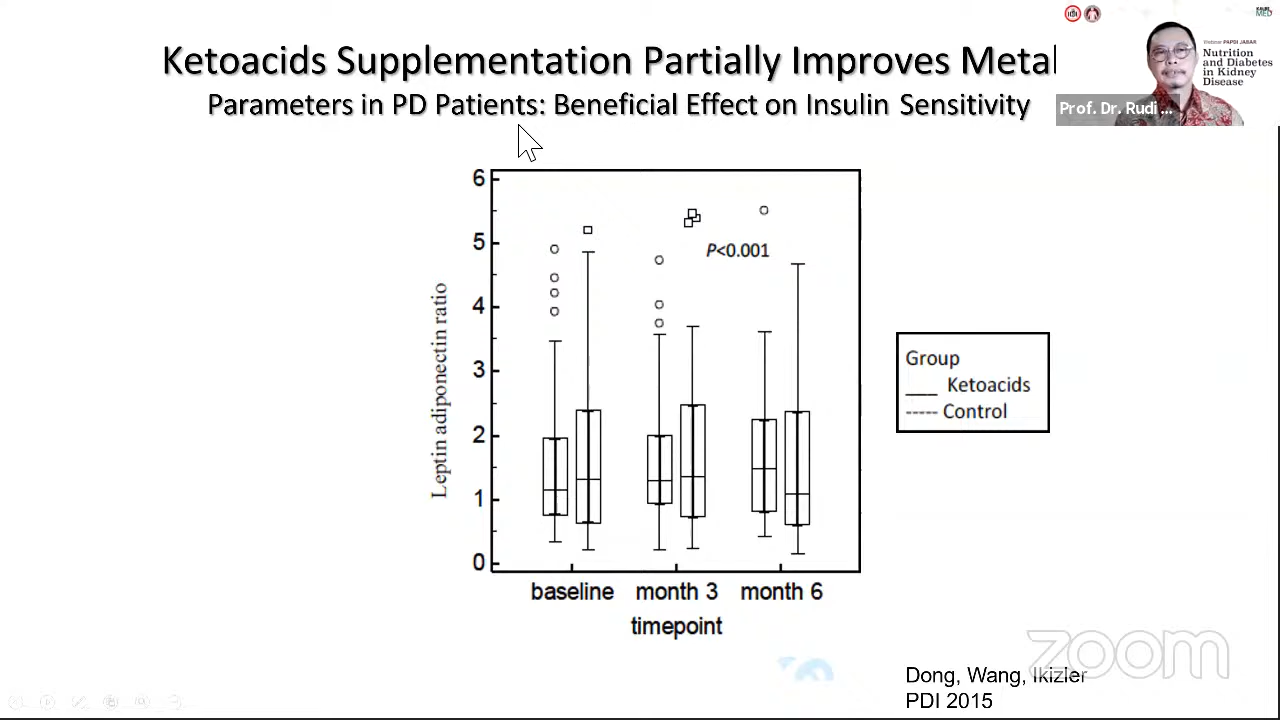 Ketoacids Supplementation Partially Improves Metal
Parameters in PD Patients: Beneficial Effect on Insulin Sensitivity
Webinar PAPDI JABAR
Nutrition
and Diabetes
in Kidney
Disease
Prof. Dr. Rudi ...
MED
6
5
4
3
2
1
0
Leptin adiponectin ratio
P<0.001
baseline
month 3
month 6
timepoint
Group
Ketoacids
Control
zoom
Dong, Wang, Ikizler
PDI 2015